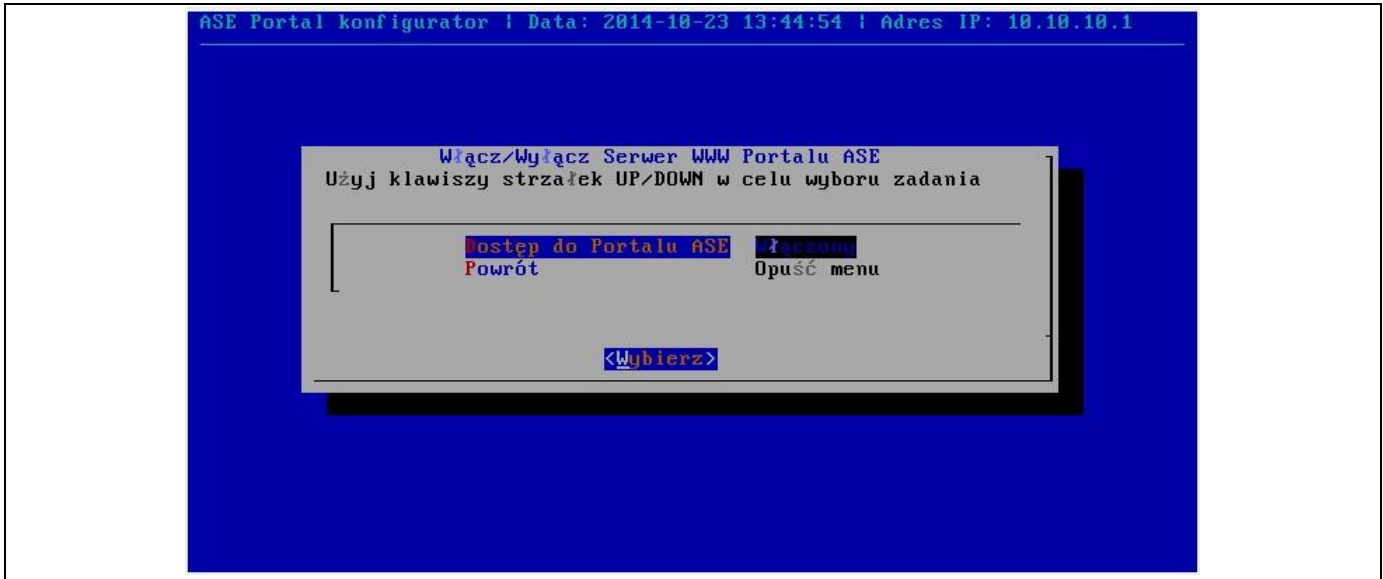 ASE Portal konfigurator | Data: 2014-10-23 13:44:54 | Adres IP: 10.10.10.1
Włącz/Wyłącz Serwer WWW Portalu ASE
Użyj klawiszy strzałek UP/DOWN w celu wyboru zadania
Dostęp do Portalu ASE Włączony
Powrót Opuść menu
<Wybierz>